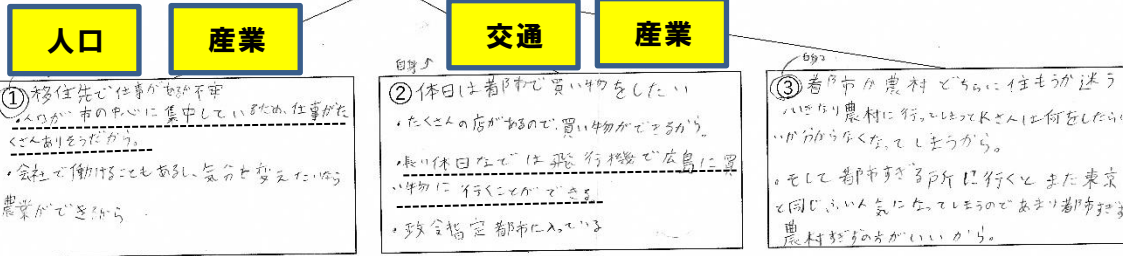 人口
産業
交通
産業
①移住先で仕事があるか不安
・人口が市の中心に集中しているため、仕事がた
くさんありそうだから。
・会社で働けることもあるし、気分を変えたいなら
農業ができるから
自身
②休日は都市で買い物をしたい
・たくさんの店があるので、買い物ができるから。
・長い休日などでは飛行機で広島に買
い物に行くことができる
・政令指定都市に入っている
③都市か農村どちらに住もうか迷う
いきなり農村に行ってしまってKさんは何をしたらい
いか分からなくなってしまうから。
・そして都市すぎる所に行くとまた東京
と同じふんい気になってしまうのであまり都市すぎず
農村すぎずの方がいいから。